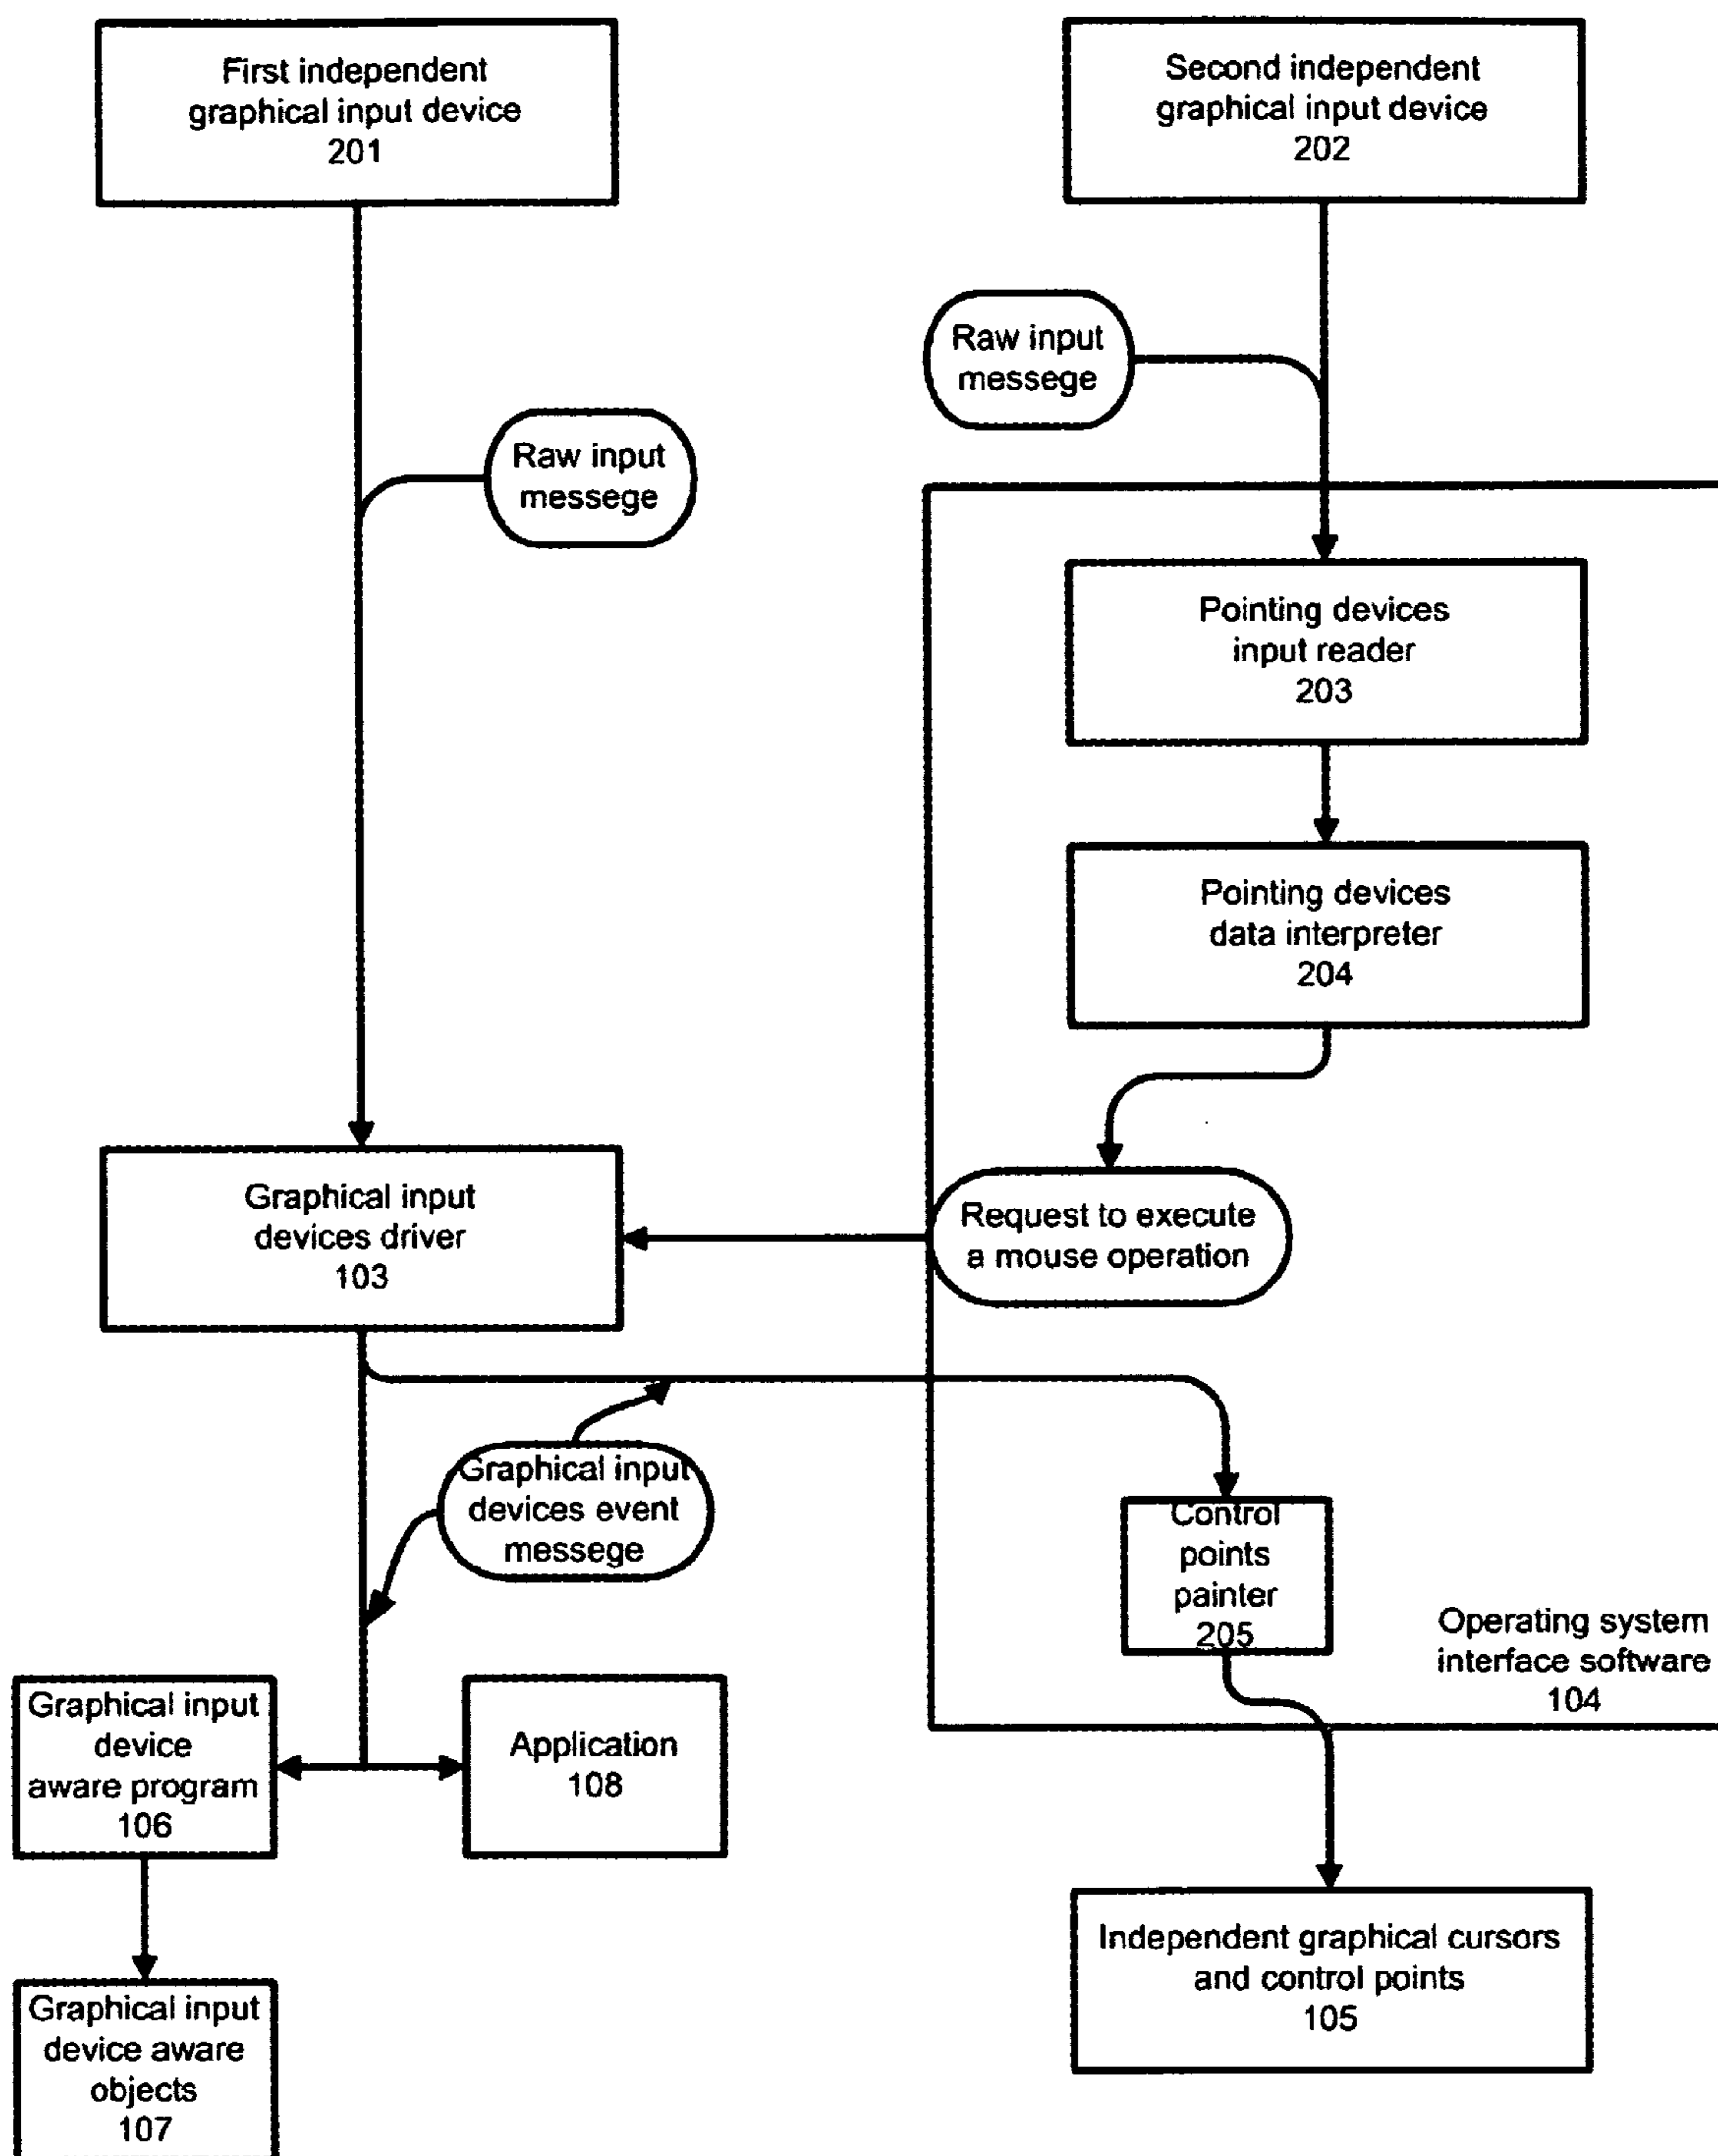 First independent
graphical input device
201
Second independent
graphical input device
202
Raw input
messege
Raw input
messege
Pointing devices
input reader
203
Pointing devices
data interpreter
204
Graphical input
devices driver
103
Request to execute
a mouse operation
Graphical input
devices event
messege
Control
points
painter
205
Operating system
interface software
104
Graphical input
device
aware program
106
Application
108
Independent graphical cursors
and control points
105
Graphical input
device aware
objects
107